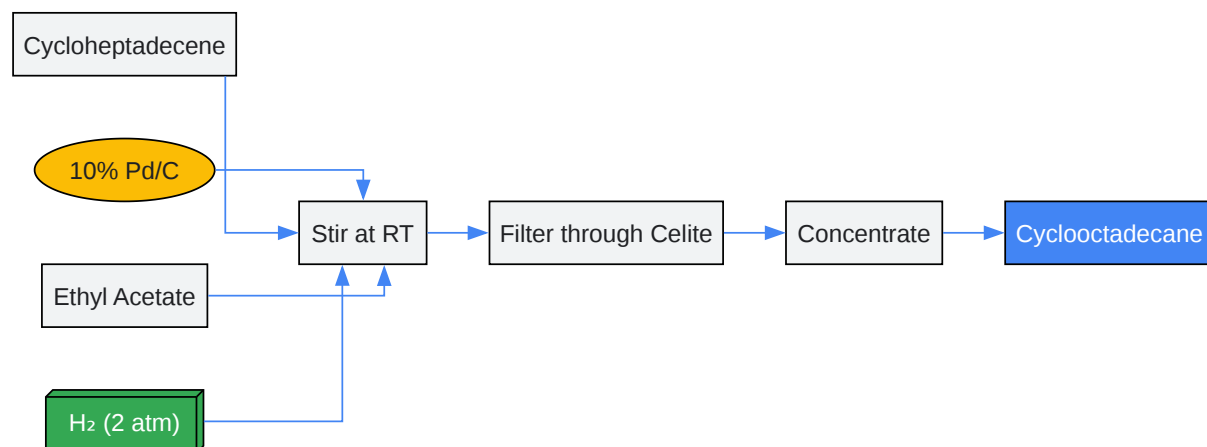 Cycloheptadecene
10% Pd/C
Stir at RT
Filter through Celite
Concentrate
Cyclooctadecane
Ethyl Acetate
H₂ (2 atm)